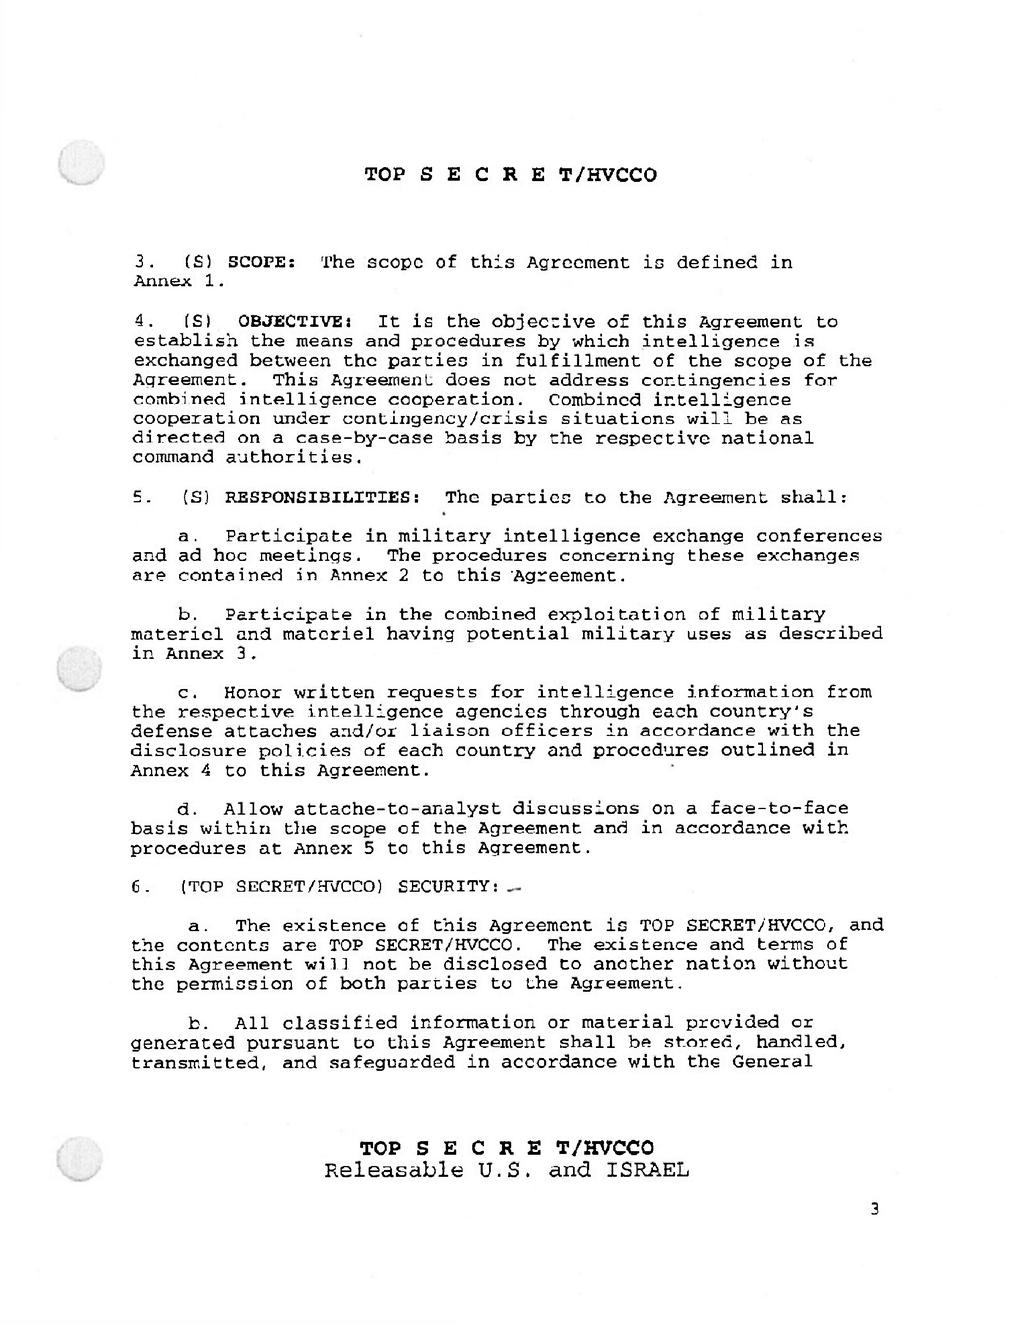 TOP S E C R E T/HVCCO
3. (S) SCOPE: The scope of this Agreement is defined in
Annex 1.
4. (S) OBJECTIVE: It is the objective of this Agreement to
establish the means and procedures by which intelligence is
exchanged between the parties in fulfillment of the scope of the
Agreement. This Agreement does not address contingencies for
combined intelligence cooperation. Combined intelligence
cooperation under contingency/crisis situations will be as
directed on a case-by-case basis by the respective national
command authorities.
5. (S) RESPONSIBILITIES: The parties to the Agreement shall:
a. Participate in military intelligence exchange conferences
and ad hoc meetings. The procedures concerning these exchanges
are contained in Annex 2 to this Agreement.
b. Participate in the combined exploitation of military
materiel and materiel having potential military uses as described
in Annex 3.
c. Honor written requests for intelligence information from
the respective intelligence agencies through each country's
defense attaches and/or liaison officers in accordance with the
disclosure policies of each country and procedures outlined in
Annex 4 to this Agreement.
d. Allow attache-to-analyst discussions on a face-to-face
basis within the scope of the Agreement and in accordance with
procedures at Annex 5 to this Agreement.
6. (TOP SECRET/HVCCO) SECURITY:
a. The existence of this Agreement is TOP SECRET/HVCCO, and
the contents are TOP SECRET/HVCCO. The existence and terms of
this Agreement will not be disclosed to another nation without
the permission of both parties to the Agreement.
b. All classified information or material provided or
generated pursuant to this Agreement shall be stored, handled,
transmitted, and safeguarded in accordance with the General
TOP S E C R E T/HVCCO
Releasable U.S. and ISRAEL
3